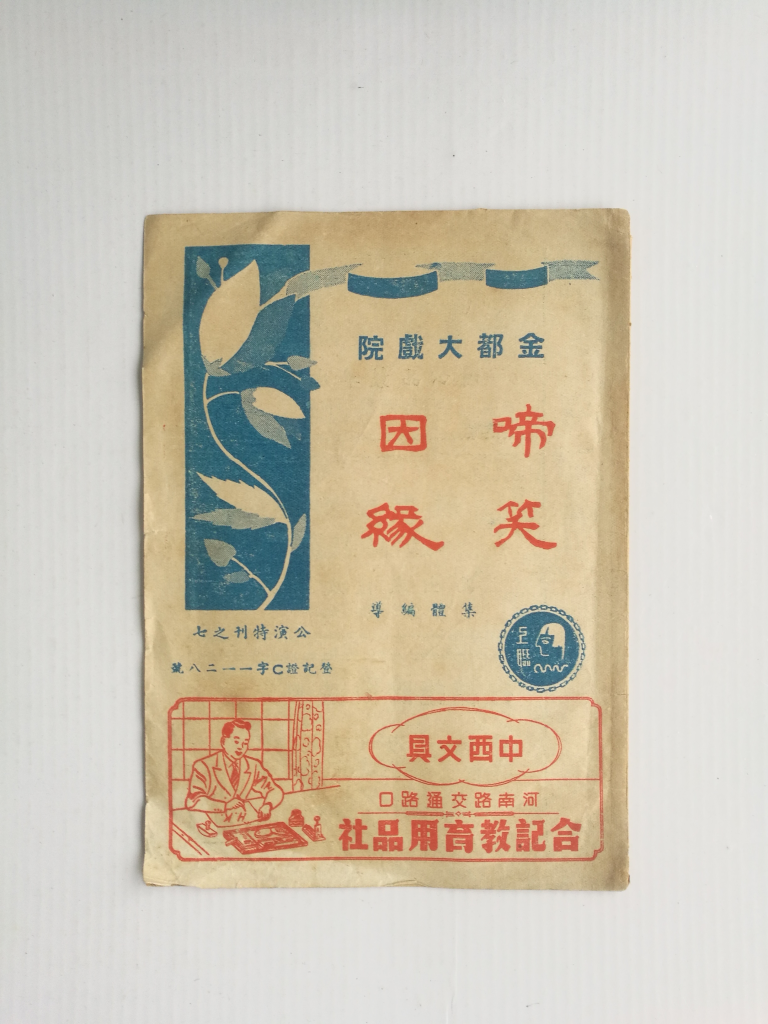 金都大戲院
啼笑
因緣
集體編導
公演特刊之七
登記證C字一一二八號
中西文具
河南路交通路口
合記教育用品社